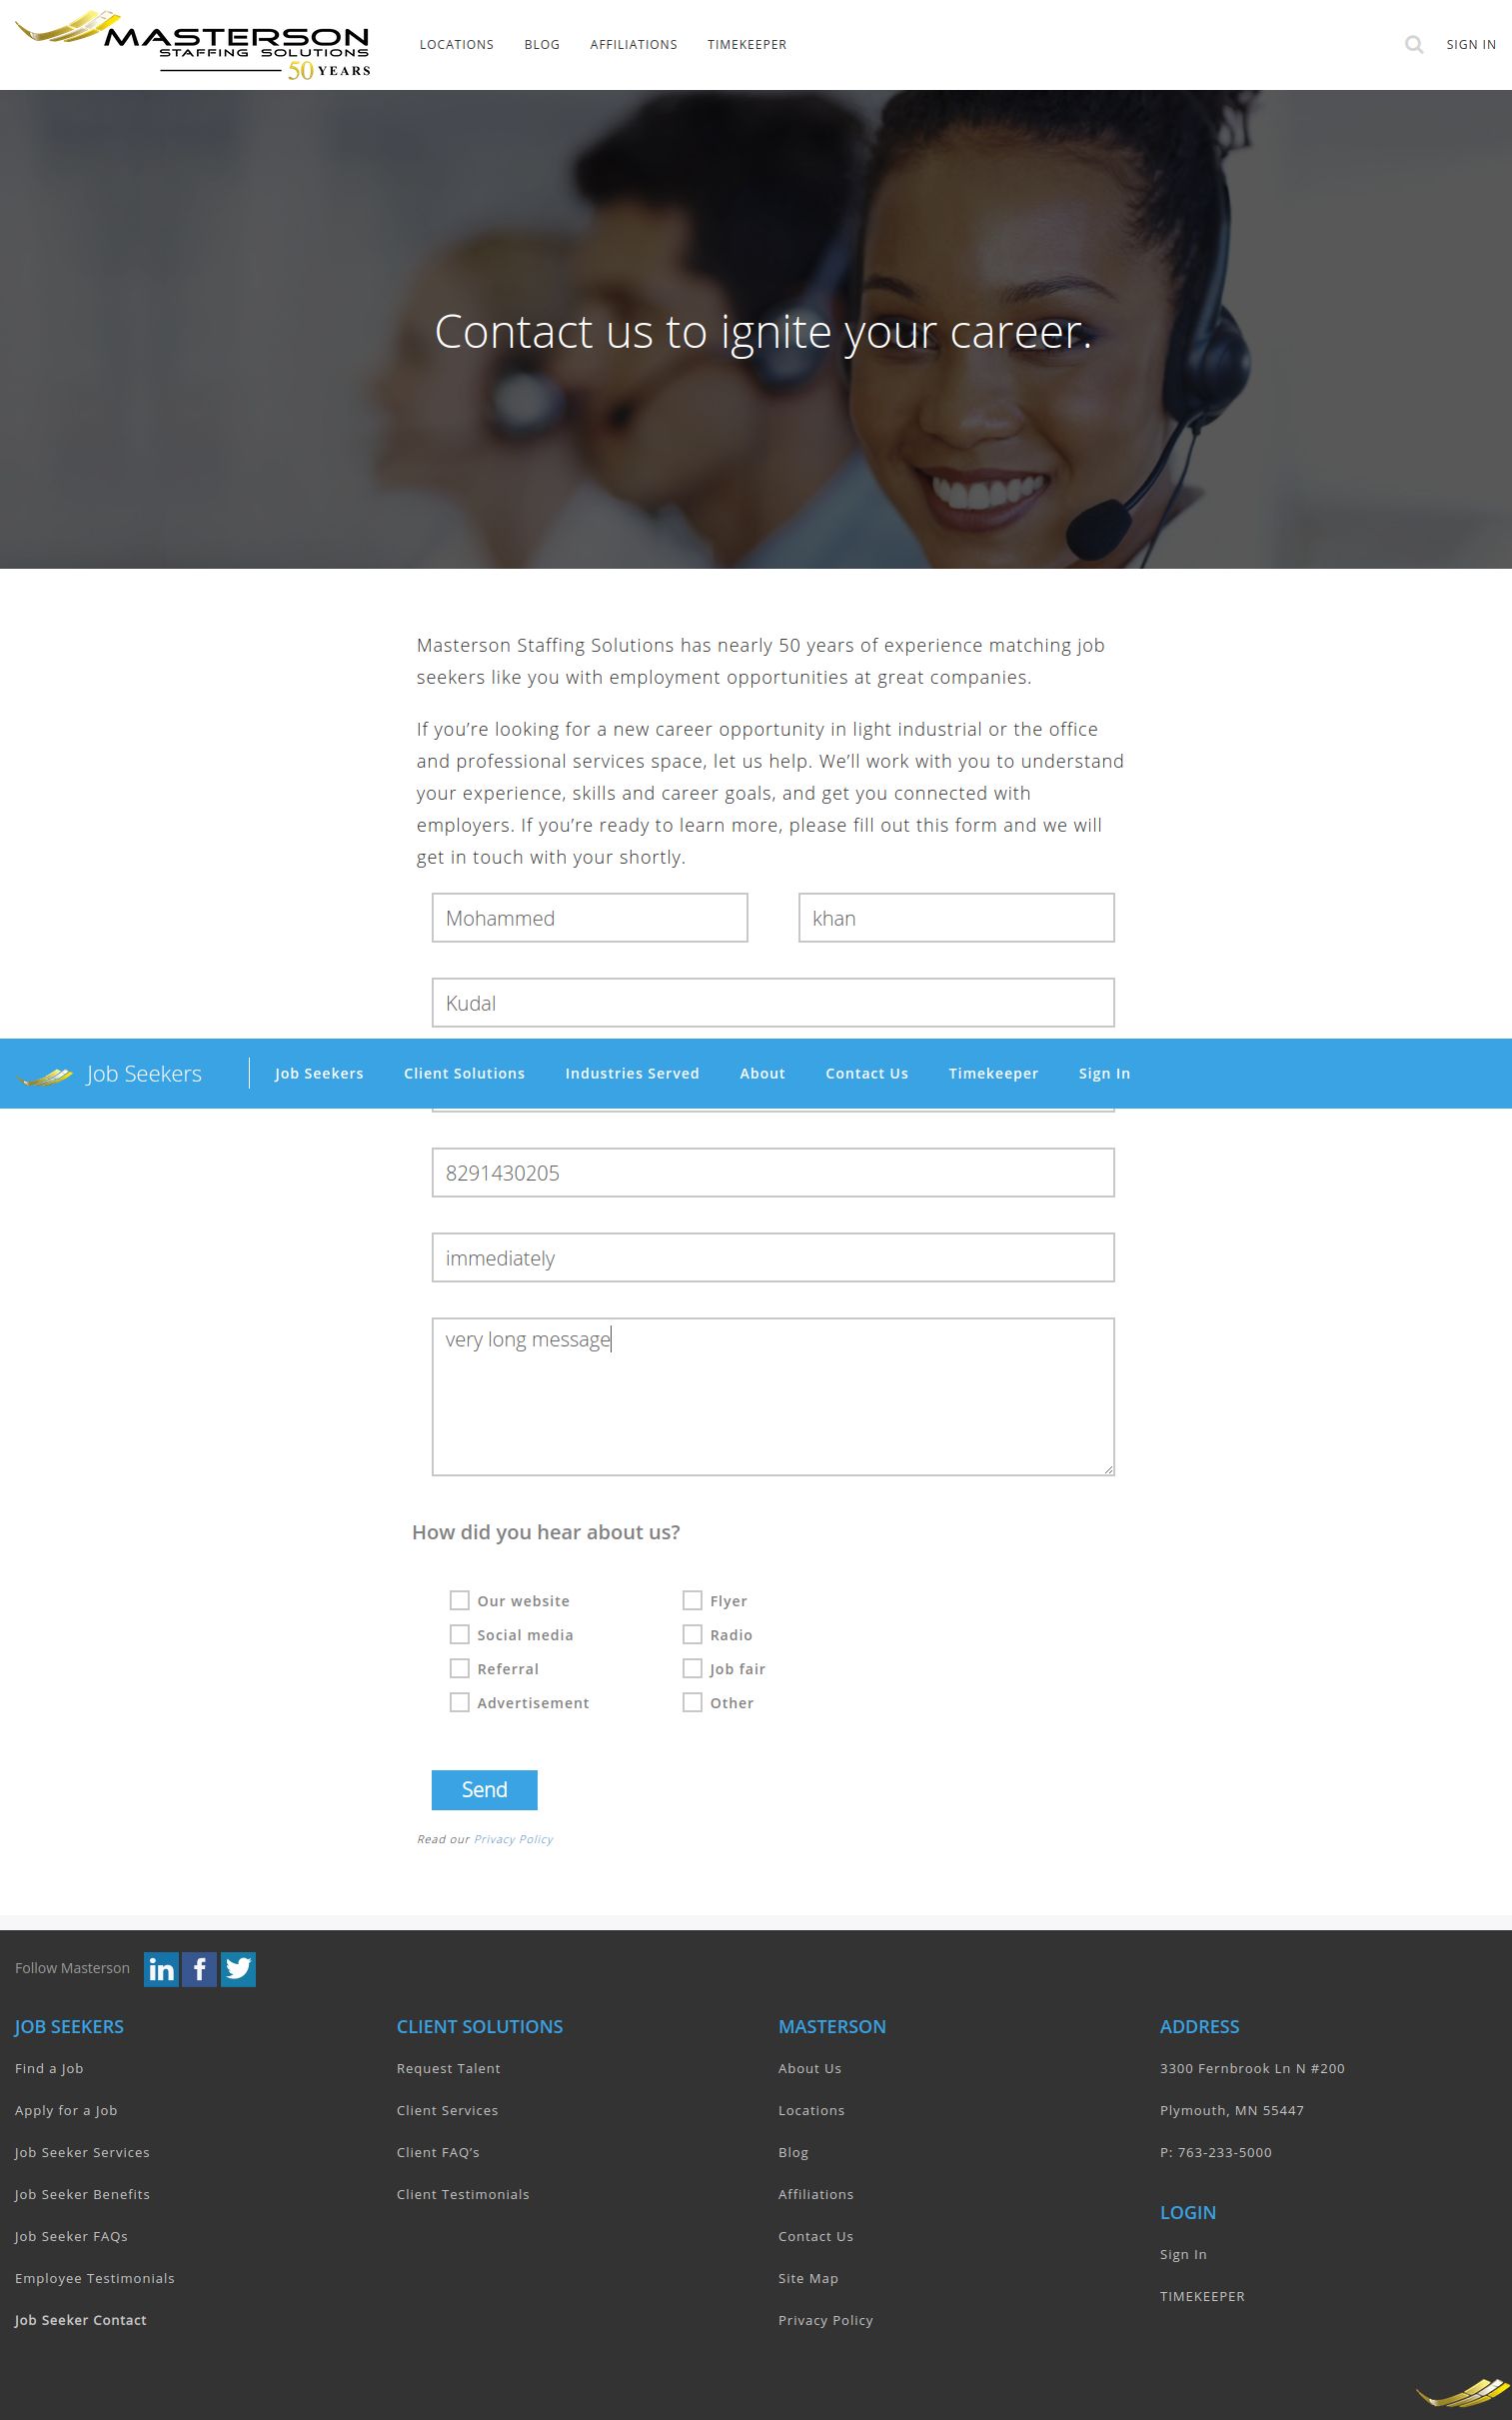 MASTERSON
STAFFING SOLUTIONS
50 YEARS
LOCATIONS
BLOG
AFFILIATIONS
TIMEKEEPER
SIGN IN
Contact us to ignite your career.
Masterson Staffing Solutions has nearly 50 years of experience matching job
seekers like you with employment opportunities at great companies.
If you’re looking for a new career opportunity in light industrial or the office
and professional services space, let us help. We’ll work with you to understand
your experience, skills and career goals, and get you connected with
employers. If you’re ready to learn more, please fill out this form and we will
get in touch with your shortly.
Mohammed
khan
Kudal
Job Seekers
Job Seekers
Client Solutions
Industries Served
About
Contact Us
Timekeeper
Sign In
8291430205
immediately
very long message
How did you hear about us?
Our website
Flyer
Social media
Radio
Referral
Job fair
Advertisement
Other
Send
Read our Privacy Policy
Follow Masterson
in f
JOB SEEKERS
Find a Job
Apply for a Job
Job Seeker Services
Job Seeker Benefits
Job Seeker FAQs
Employee Testimonials
Job Seeker Contact
CLIENT SOLUTIONS
Request Talent
Client Services
Client FAQ’s
Client Testimonials
MASTERSON
About Us
Locations
Blog
Affiliations
Contact Us
Site Map
Privacy Policy
ADDRESS
3300 Fernbrook Ln N #200
Plymouth, MN 55447
P: 763-233-5000
LOGIN
Sign In
TIMEKEEPER